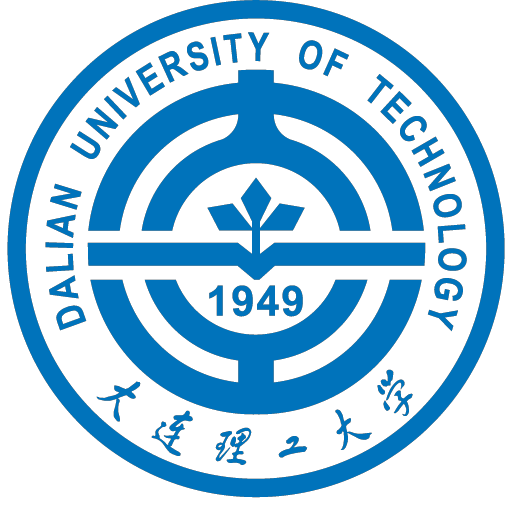 DALIAN UNIVERSITY OF TECHNOLOGY
1949
大连理工大学